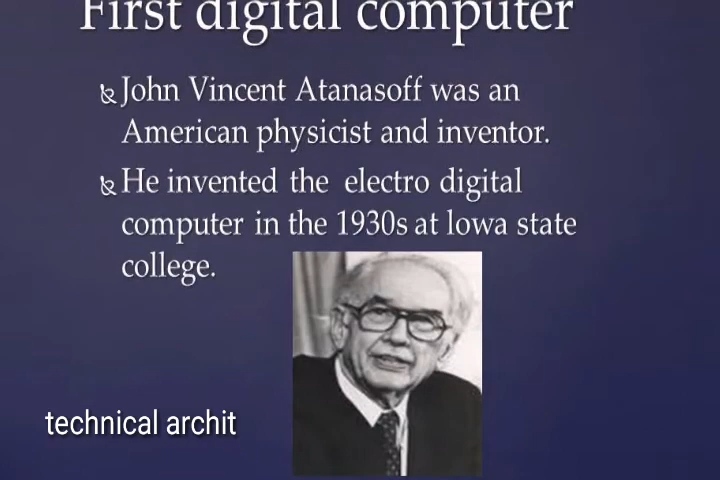 First digital computer
John Vincent Atanasoff was an
American physicist and inventor.
He invented the electro digital
computer in the 1930s at lowa state
college.
technical archit